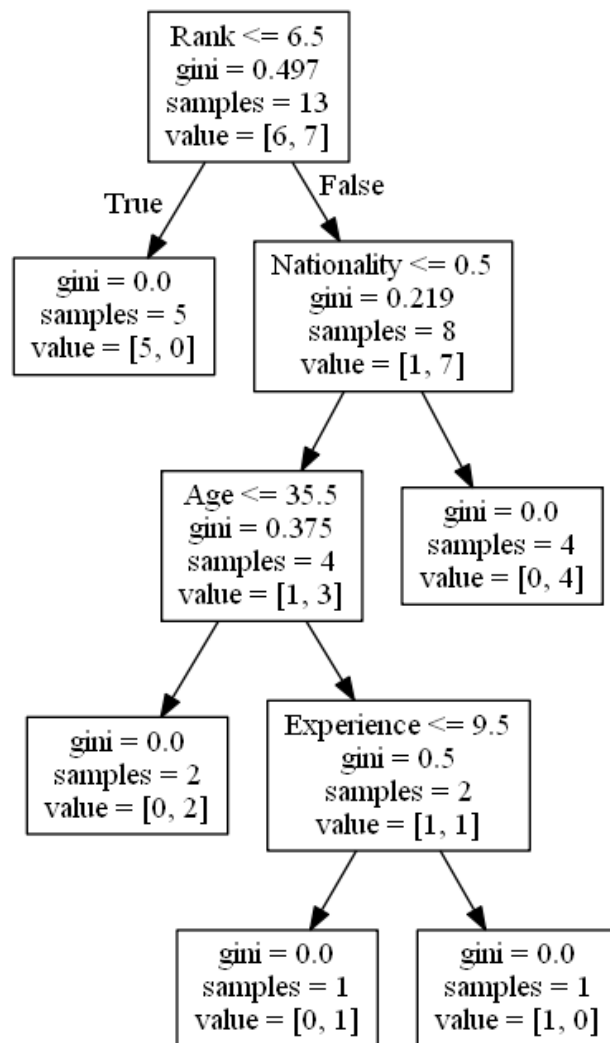 Rank <= 6.5
gini = 0.497
samples = 13
value = [6, 7]
True
False
gini = 0.0
samples = 5
value = [5, 0]
Nationality <= 0.5
gini = 0.219
samples = 8
value = [1, 7]
Age <= 35.5
gini = 0.375
samples = 4
value = [1, 3]
gini = 0.0
samples = 4
value = [0, 4]
gini = 0.0
samples = 2
value = [0, 2]
Experience <= 9.5
gini = 0.5
samples = 2
value = [1, 1]
gini = 0.0
samples = 1
value = [0, 1]
gini = 0.0
samples = 1
value = [1, 0]